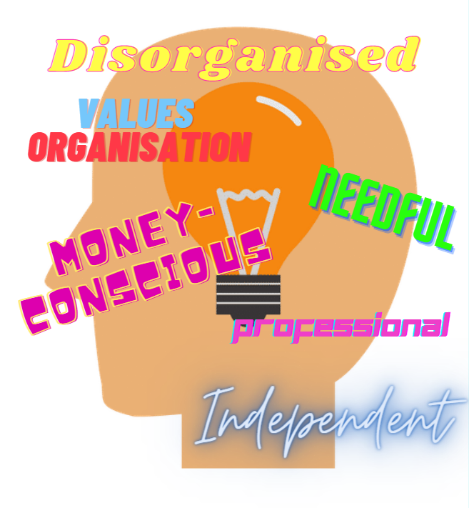 Disorganised
VALUES
ORGANISATION
NEEDFUL
MONEY-
CONSCIOUS
professional
Independent